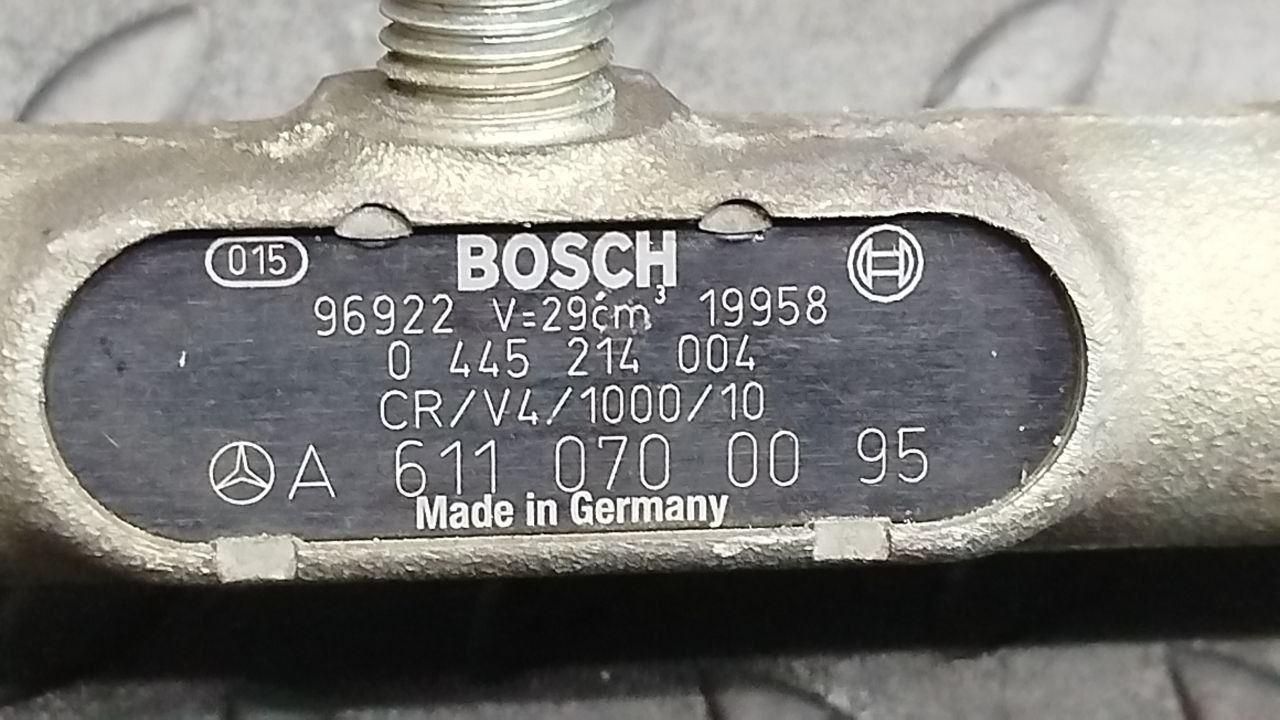 015 BOSCH
96922 V=29cm³ 19958
0 445 214 004
CR/V4/1000/10
A 611 070 00 95
Made in Germany